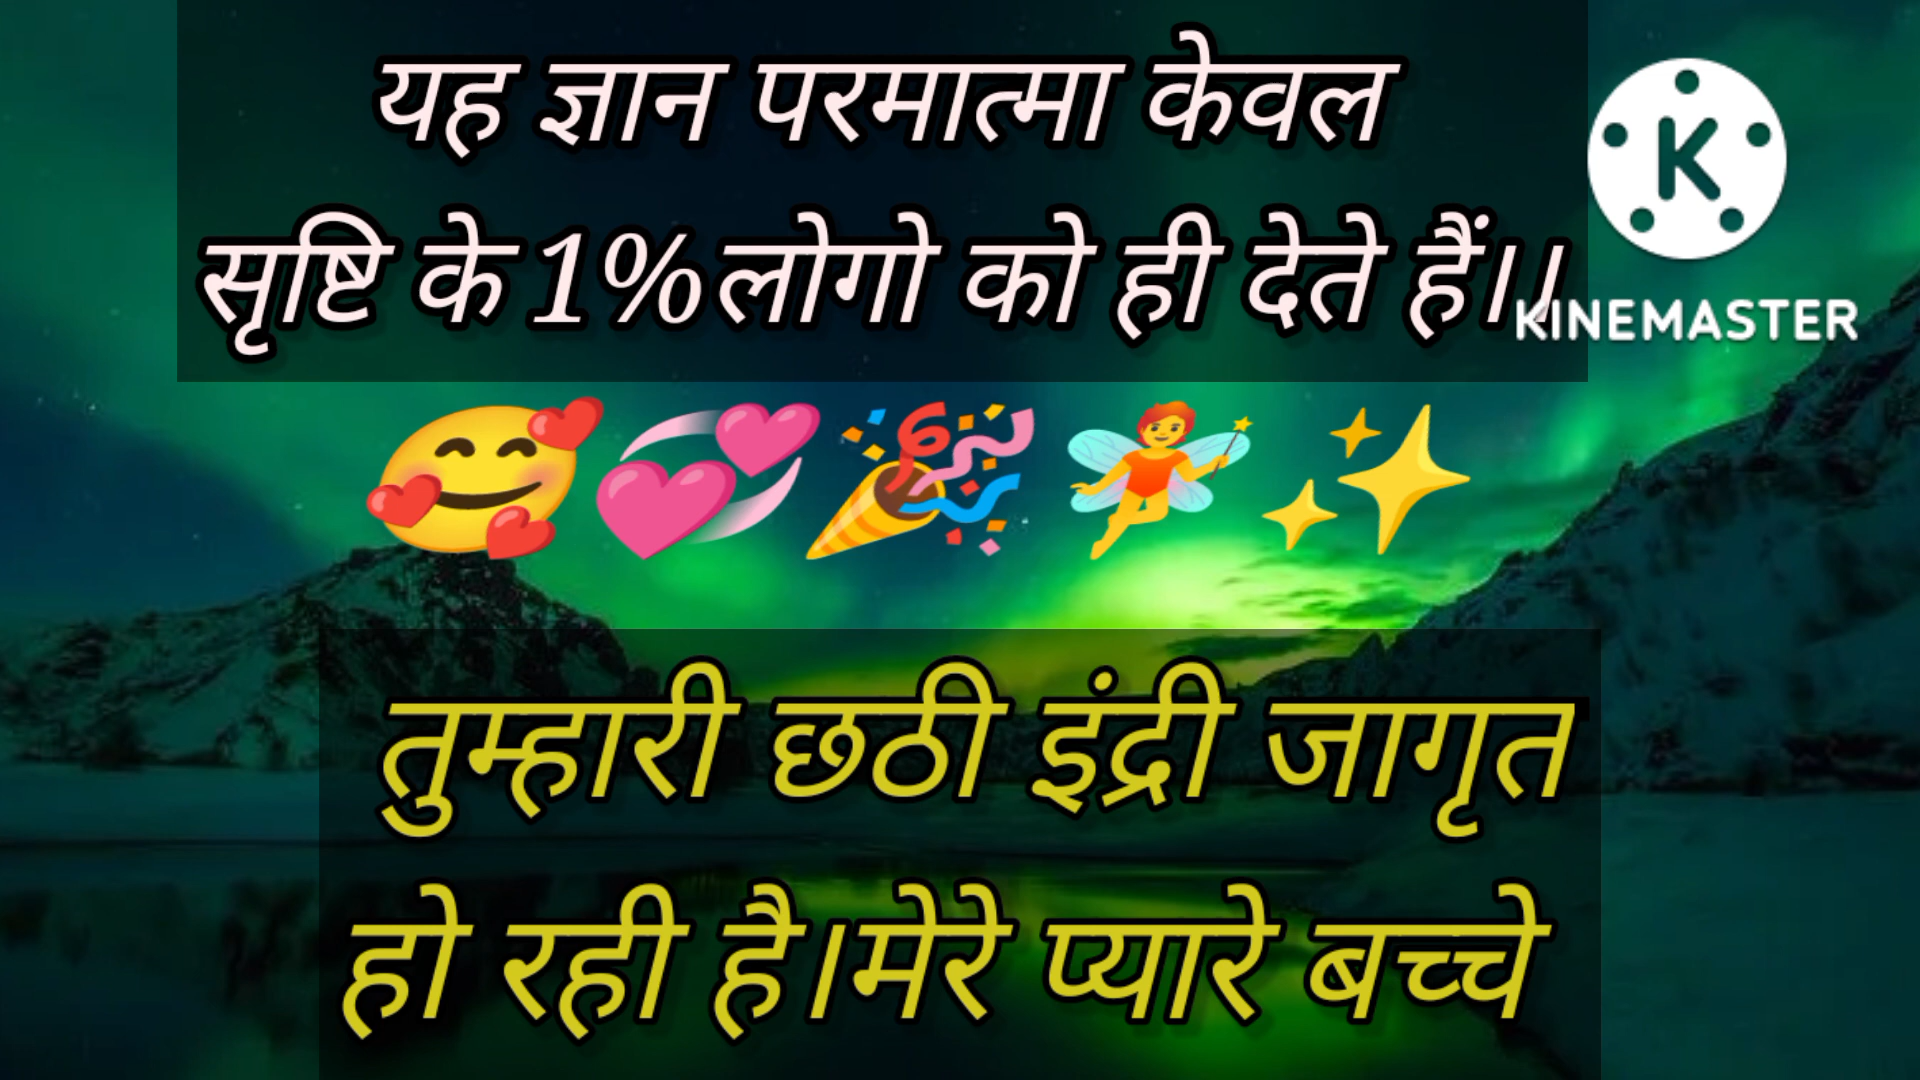 यह ज्ञान परमात्मा केवल
सृष्टि के 1%लोगो को ही देते हैं।।
K
KINEMASTER
तुम्हारी छठी इंद्री जागृत
हो रही है।मेरे प्यारे बच्चे